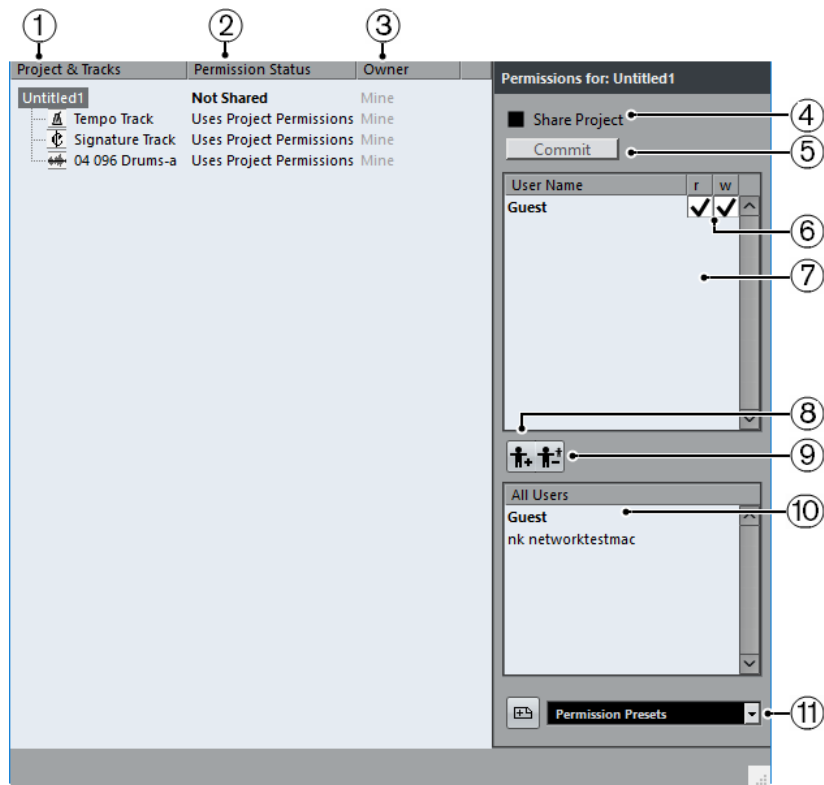 1 2 3
Project & Tracks Permission Status Owner
Untitled1 Not Shared Mine
Tempo Track Uses Project Permissions Mine
Signature Track Uses Project Permissions Mine
04 096 Drums-a Uses Project Permissions Mine
Permissions for: Untitled1
Share Project 4
Commit 5
User Name r w
Guest
6
7
8
9
All Users
Guest 10
nk networktestmac
Permission Presets 11